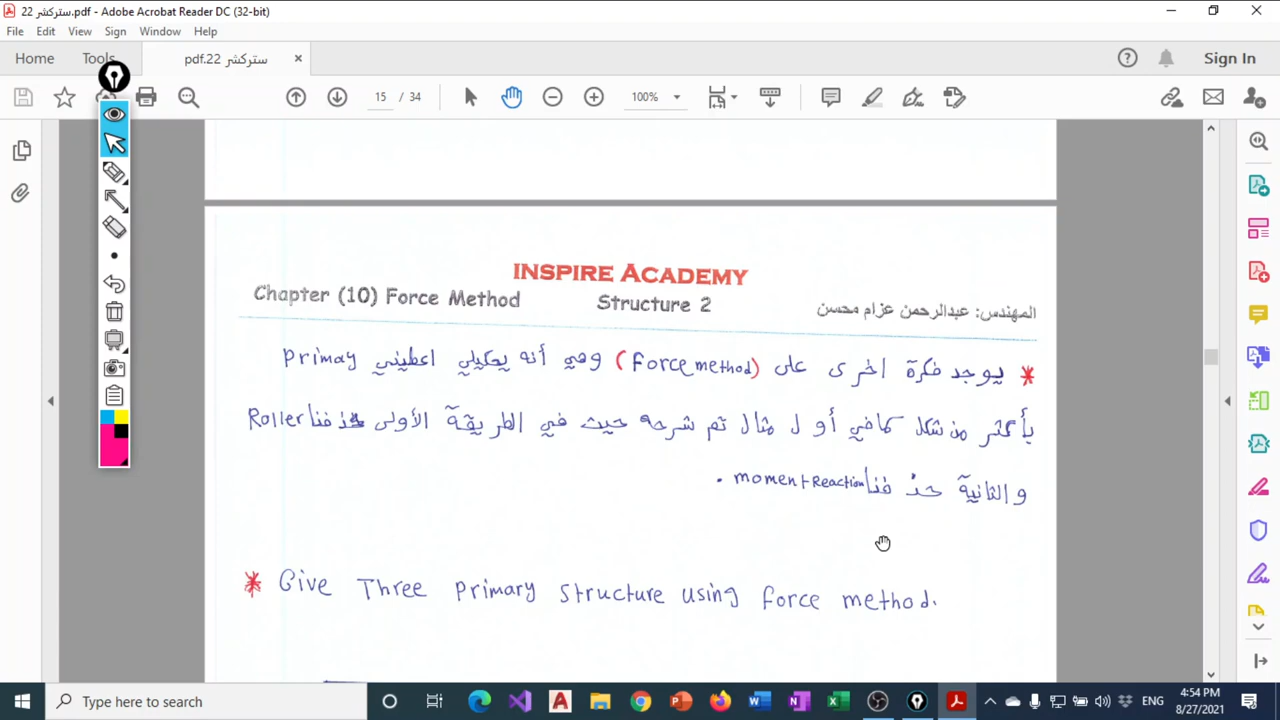 ستركشر 22.pdf - Adobe Acrobat Reader DC (32-bit)
File Edit View Sign Window Help
Home Tools ستركشر 22.pdf Sign In
15 / 34 100%
INSPIRE ACADEMY
Chapter (10) Force Method Structure 2 المهندس: عبدالرحمن عزام محسن
* يوجد فكرة اخرى على (Force method) وهي أنه يحكيلي اعطيني primay
بأكثر من شكل كما في أول مثال تم شرحه حيث في الطريقة الأولى حذفنا Roller
والثانية حذفنا moment Reaction .
* Give Three primary structure using force method.
Type here to search
ENG 4:54 PM
8/27/2021